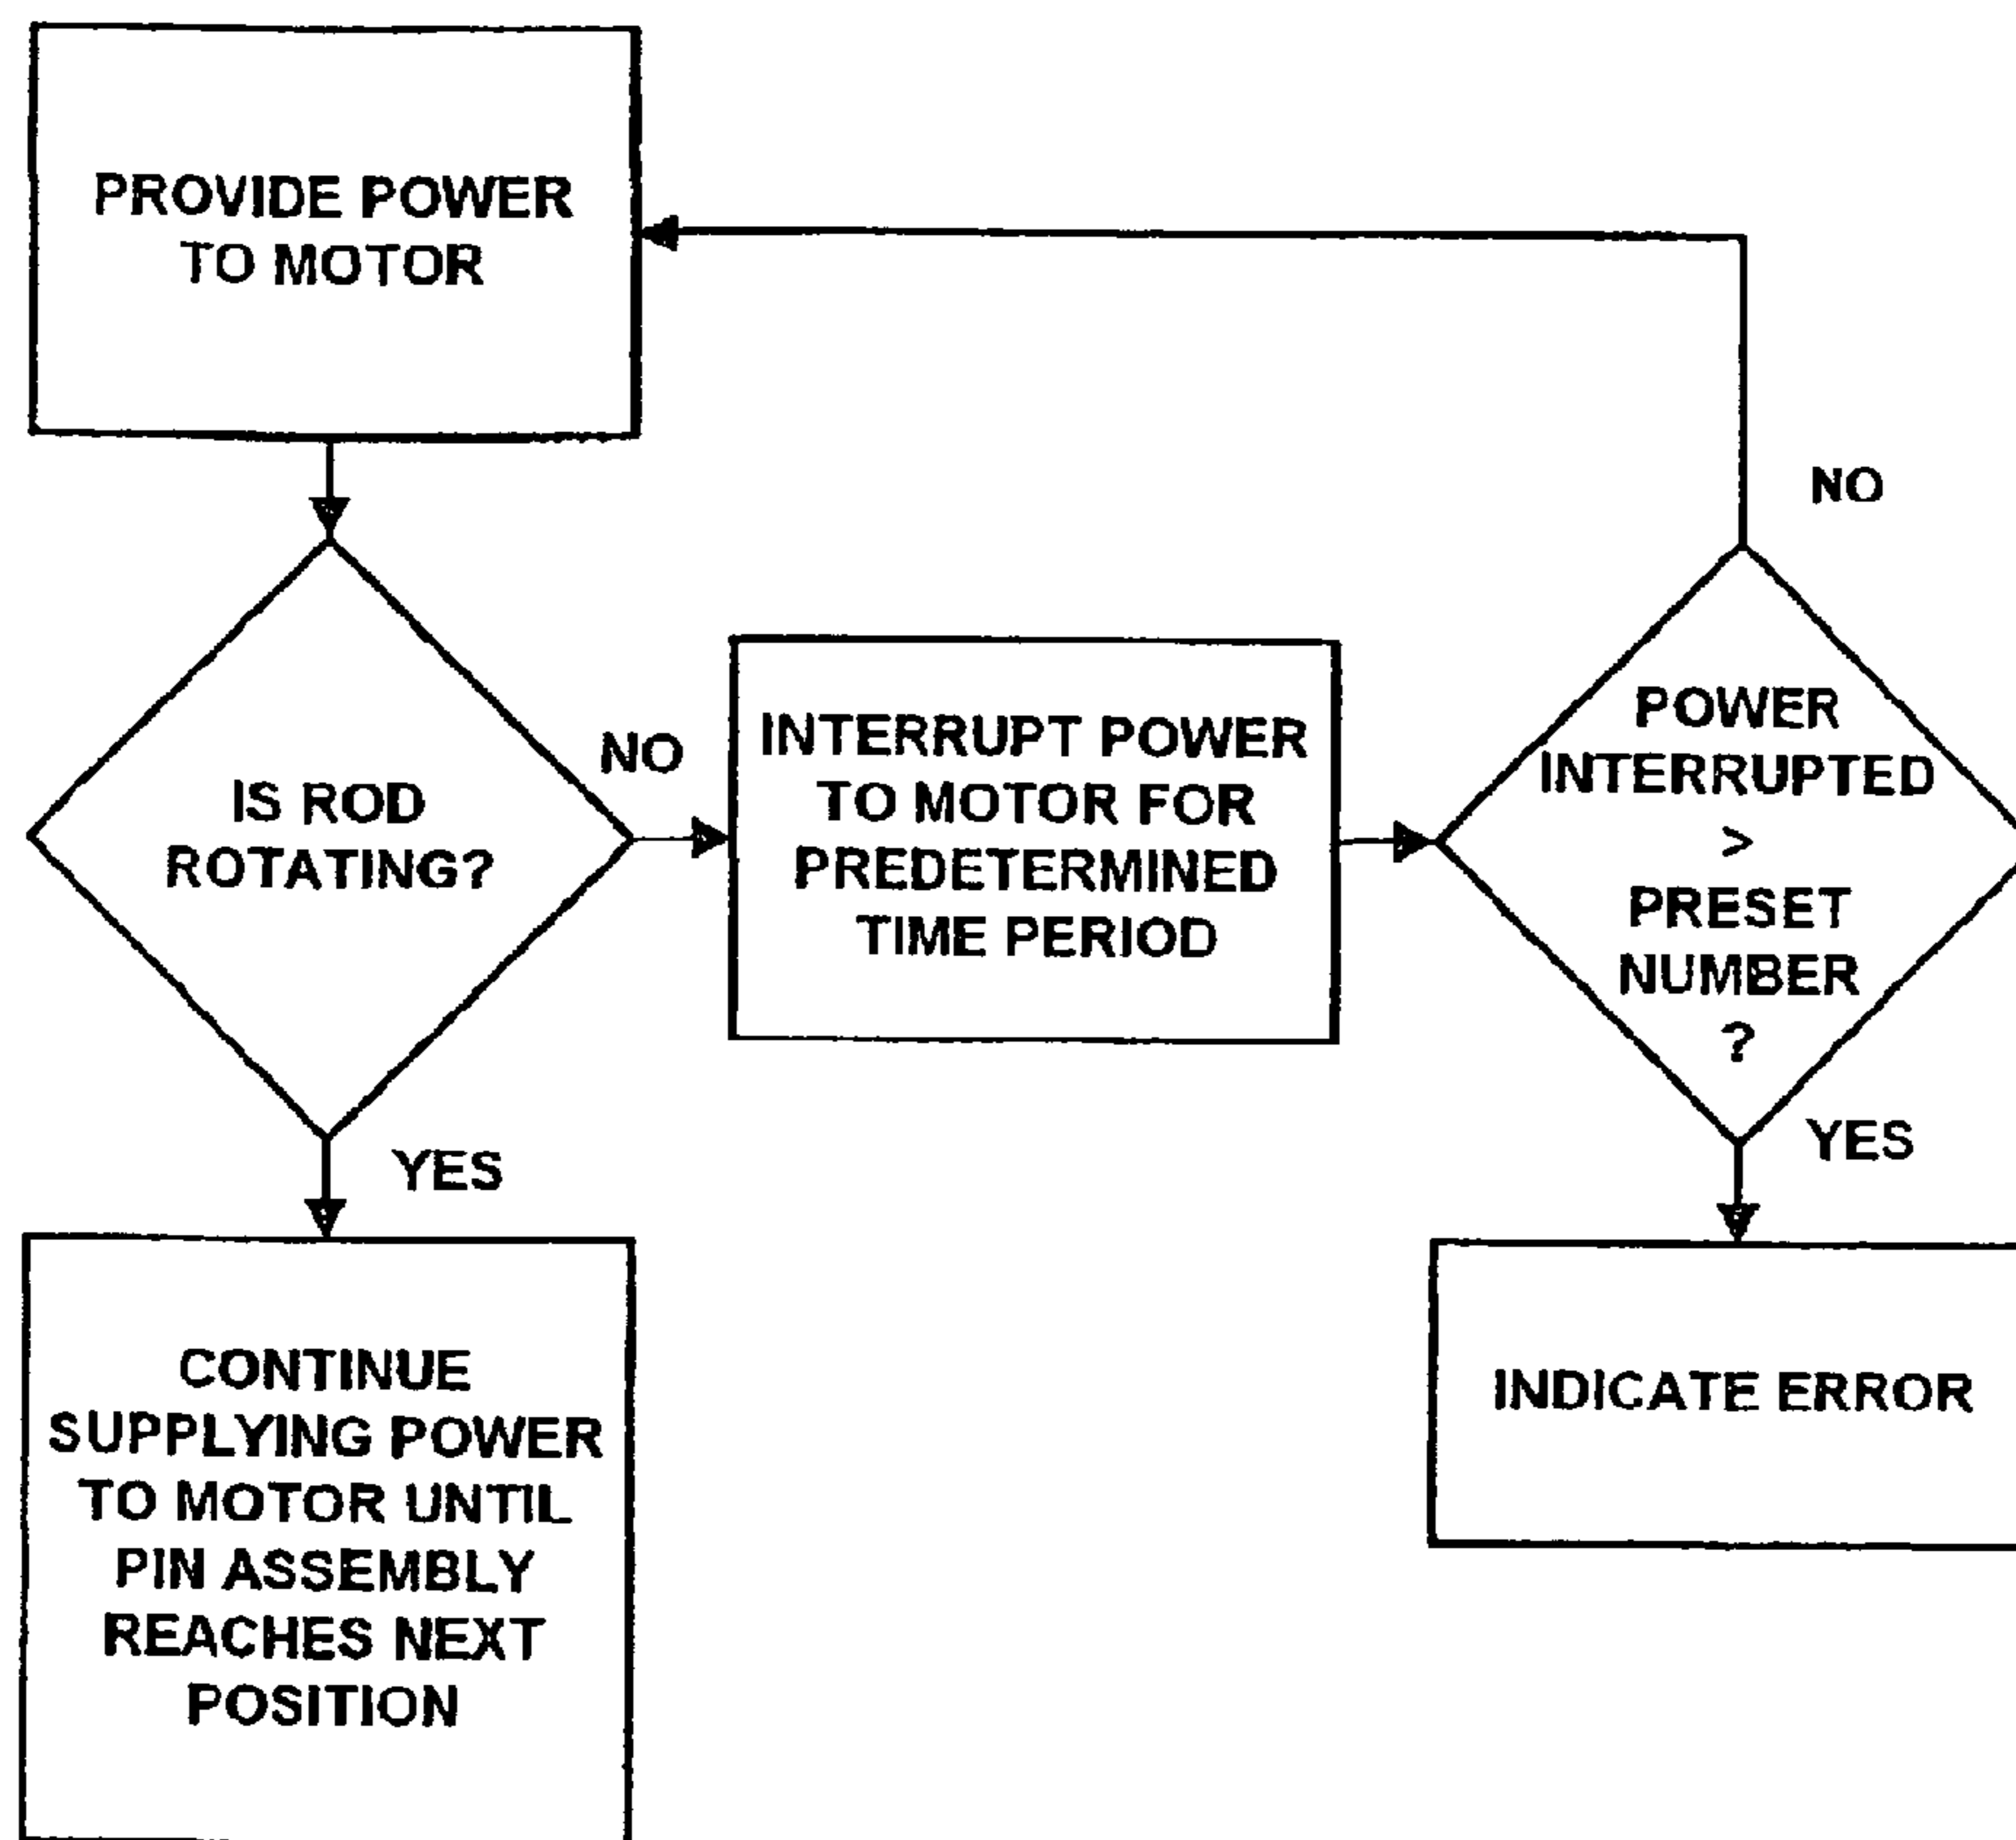 PROVIDE POWER
TO MOTOR
NO
IS ROD
ROTATING?
NO
INTERRUPT POWER
TO MOTOR FOR
PREDETERMINED
TIME PERIOD
POWER
INTERRUPTED
>
PRESET
NUMBER
?
YES
YES
CONTINUE
SUPPLYING POWER
TO MOTOR UNTIL
PIN ASSEMBLY
REACHES NEXT
POSITION
INDICATE ERROR